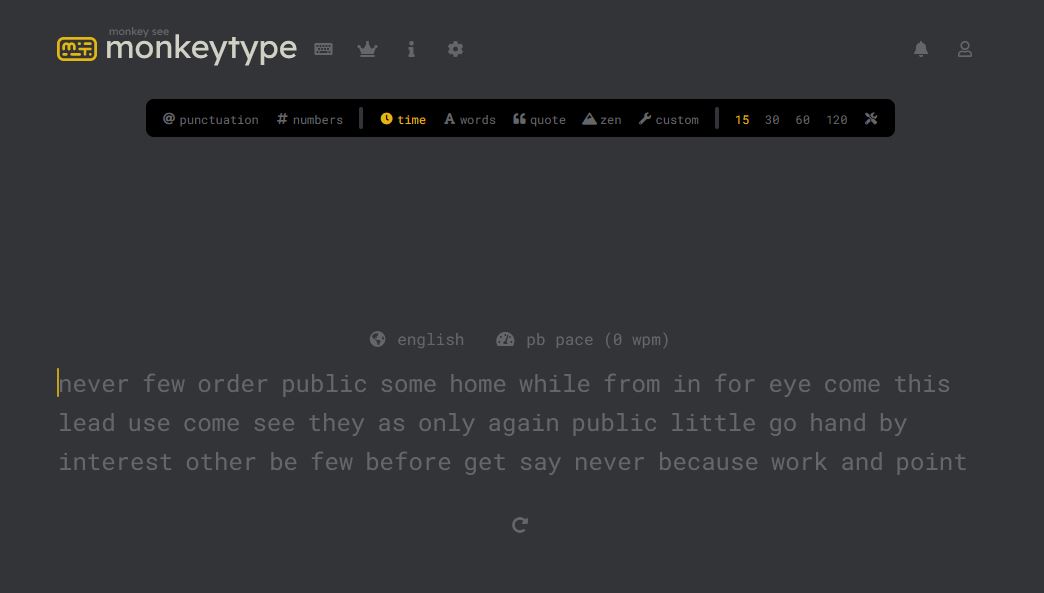 monkey see
monkeytype
punctuation numbers time words quote zen custom 15 30 60 120
english pb pace (0 wpm)
never few order public some home while from in for eye come this
lead use come see they as only again public little go hand by
interest other be few before get say never because work and point